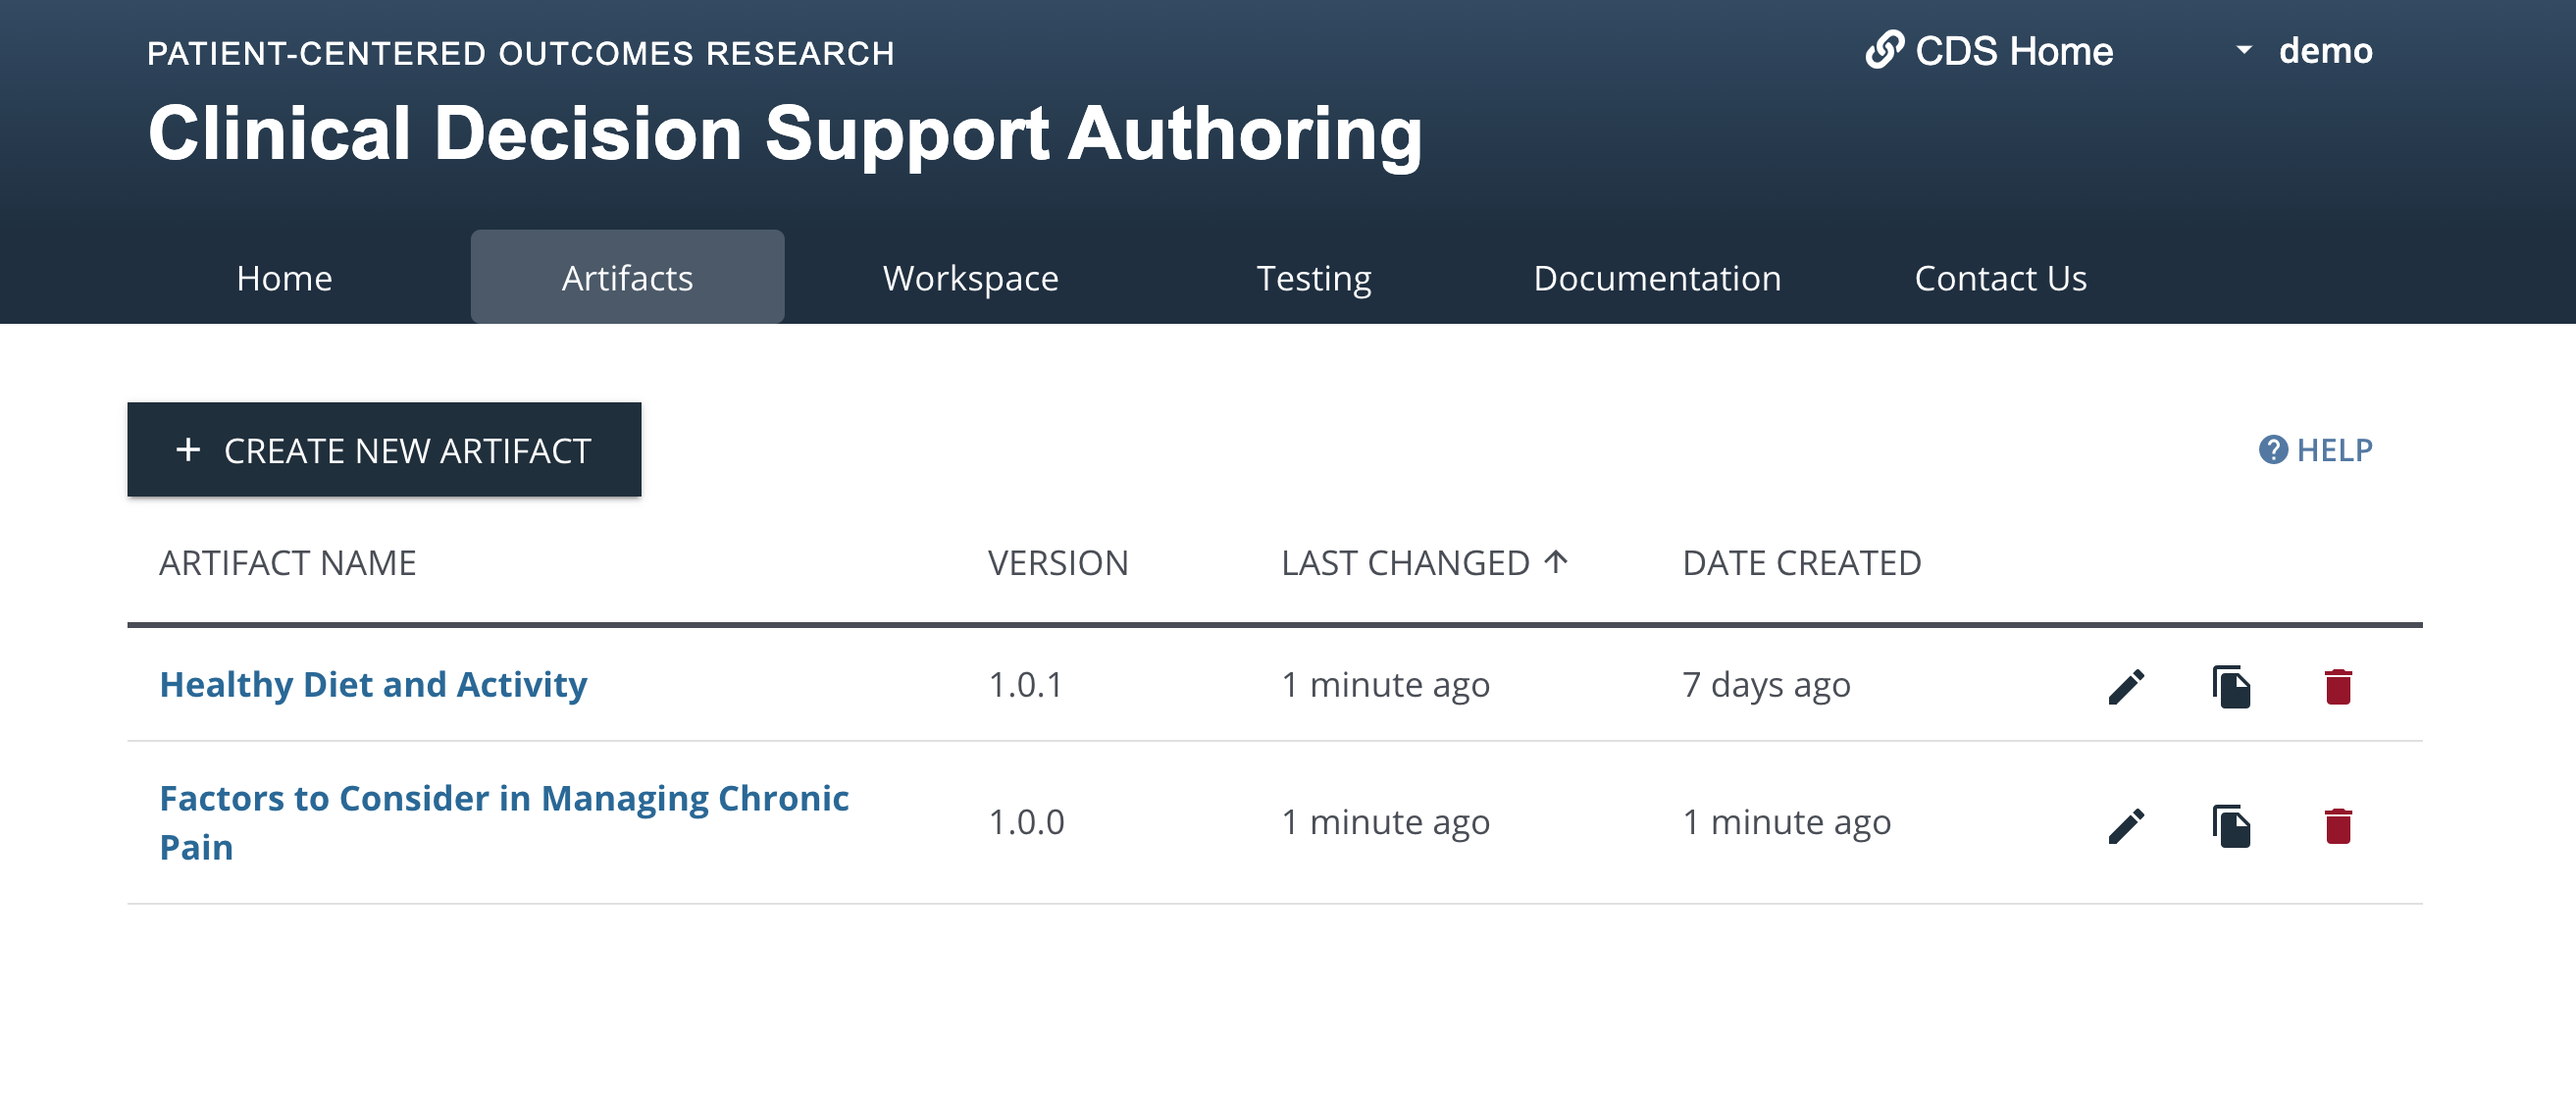 PATIENT-CENTERED OUTCOMES RESEARCH
CDS Home
demo
Clinical Decision Support Authoring
Home Artifacts Workspace Testing Documentation Contact Us
+ CREATE NEW ARTIFACT
? HELP
ARTIFACT NAME VERSION LAST CHANGED ↑ DATE CREATED
Healthy Diet and Activity 1.0.1 1 minute ago 7 days ago
Factors to Consider in Managing Chronic
Pain 1.0.0 1 minute ago 1 minute ago